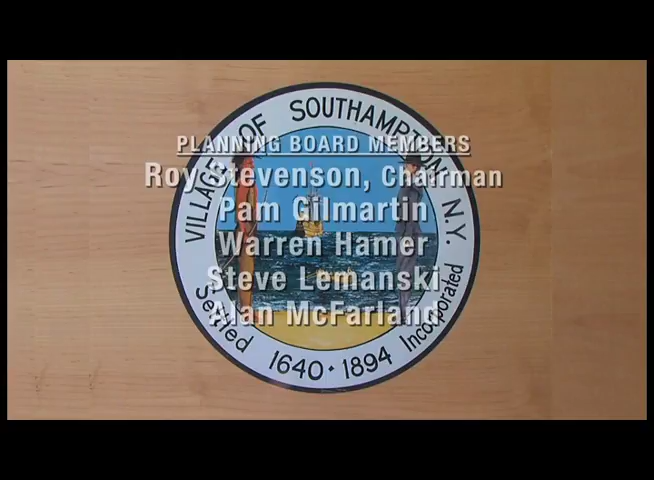 VILLAGE OF SOUTHAMPTON, N.Y.
PLANNING BOARD MEMBERS
Roy Stevenson, Chairman
Pam Gilmartin
Warren Hamer
Steve Lemanski
Alan McFarland
Settled 1640 · 1894 Incorporated